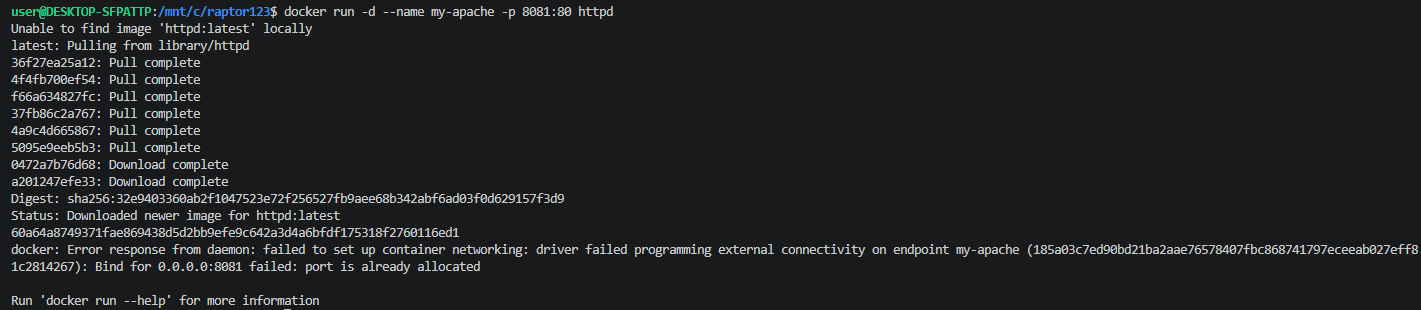 user@DESKTOP-SFPATTP:/mnt/c/raptor123$ docker run -d --name my-apache -p 8081:80 httpd
Unable to find image 'httpd:latest' locally
latest: Pulling from library/httpd
36f27ea25a12: Pull complete
4f4fb700ef54: Pull complete
f66a634827fc: Pull complete
37fb86c2a767: Pull complete
4a9c4d665867: Pull complete
5095e9eeb5b3: Pull complete
0472a7b76d68: Download complete
a201247efe33: Download complete
Digest: sha256:32e9403360ab2f1047523e72f256527fb9aee68b342abf6ad03f0d629157f3d9
Status: Downloaded newer image for httpd:latest
60a64a8749371fae869438d5d2bb9efe9c642a3d4a6bfdf175318f2760116ed1
docker: Error response from daemon: failed to set up container networking: driver failed programming external connectivity on endpoint my-apache (185a03c7ed90bd21ba2aae76578407fbc868741797eceeab027eff8
1c2814267): Bind for 0.0.0.0:8081 failed: port is already allocated
Run 'docker run --help' for more information